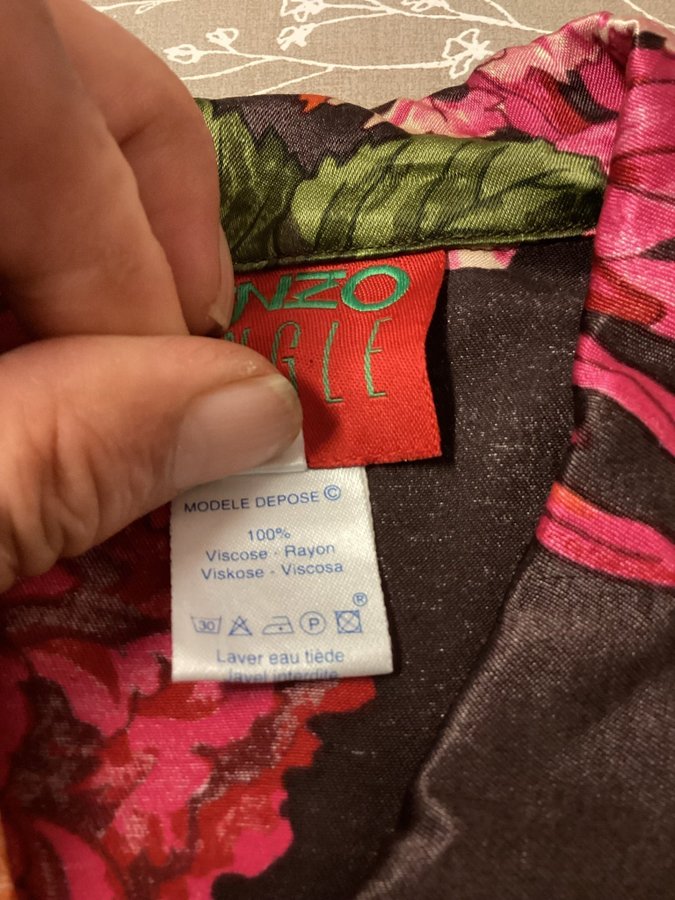 NZO
NGLE
MODELE DEPOSE ©
100%
Viscose - Rayon
Viskose - Viscosa
®
30 P
Laver eau tiède
Javel interdite